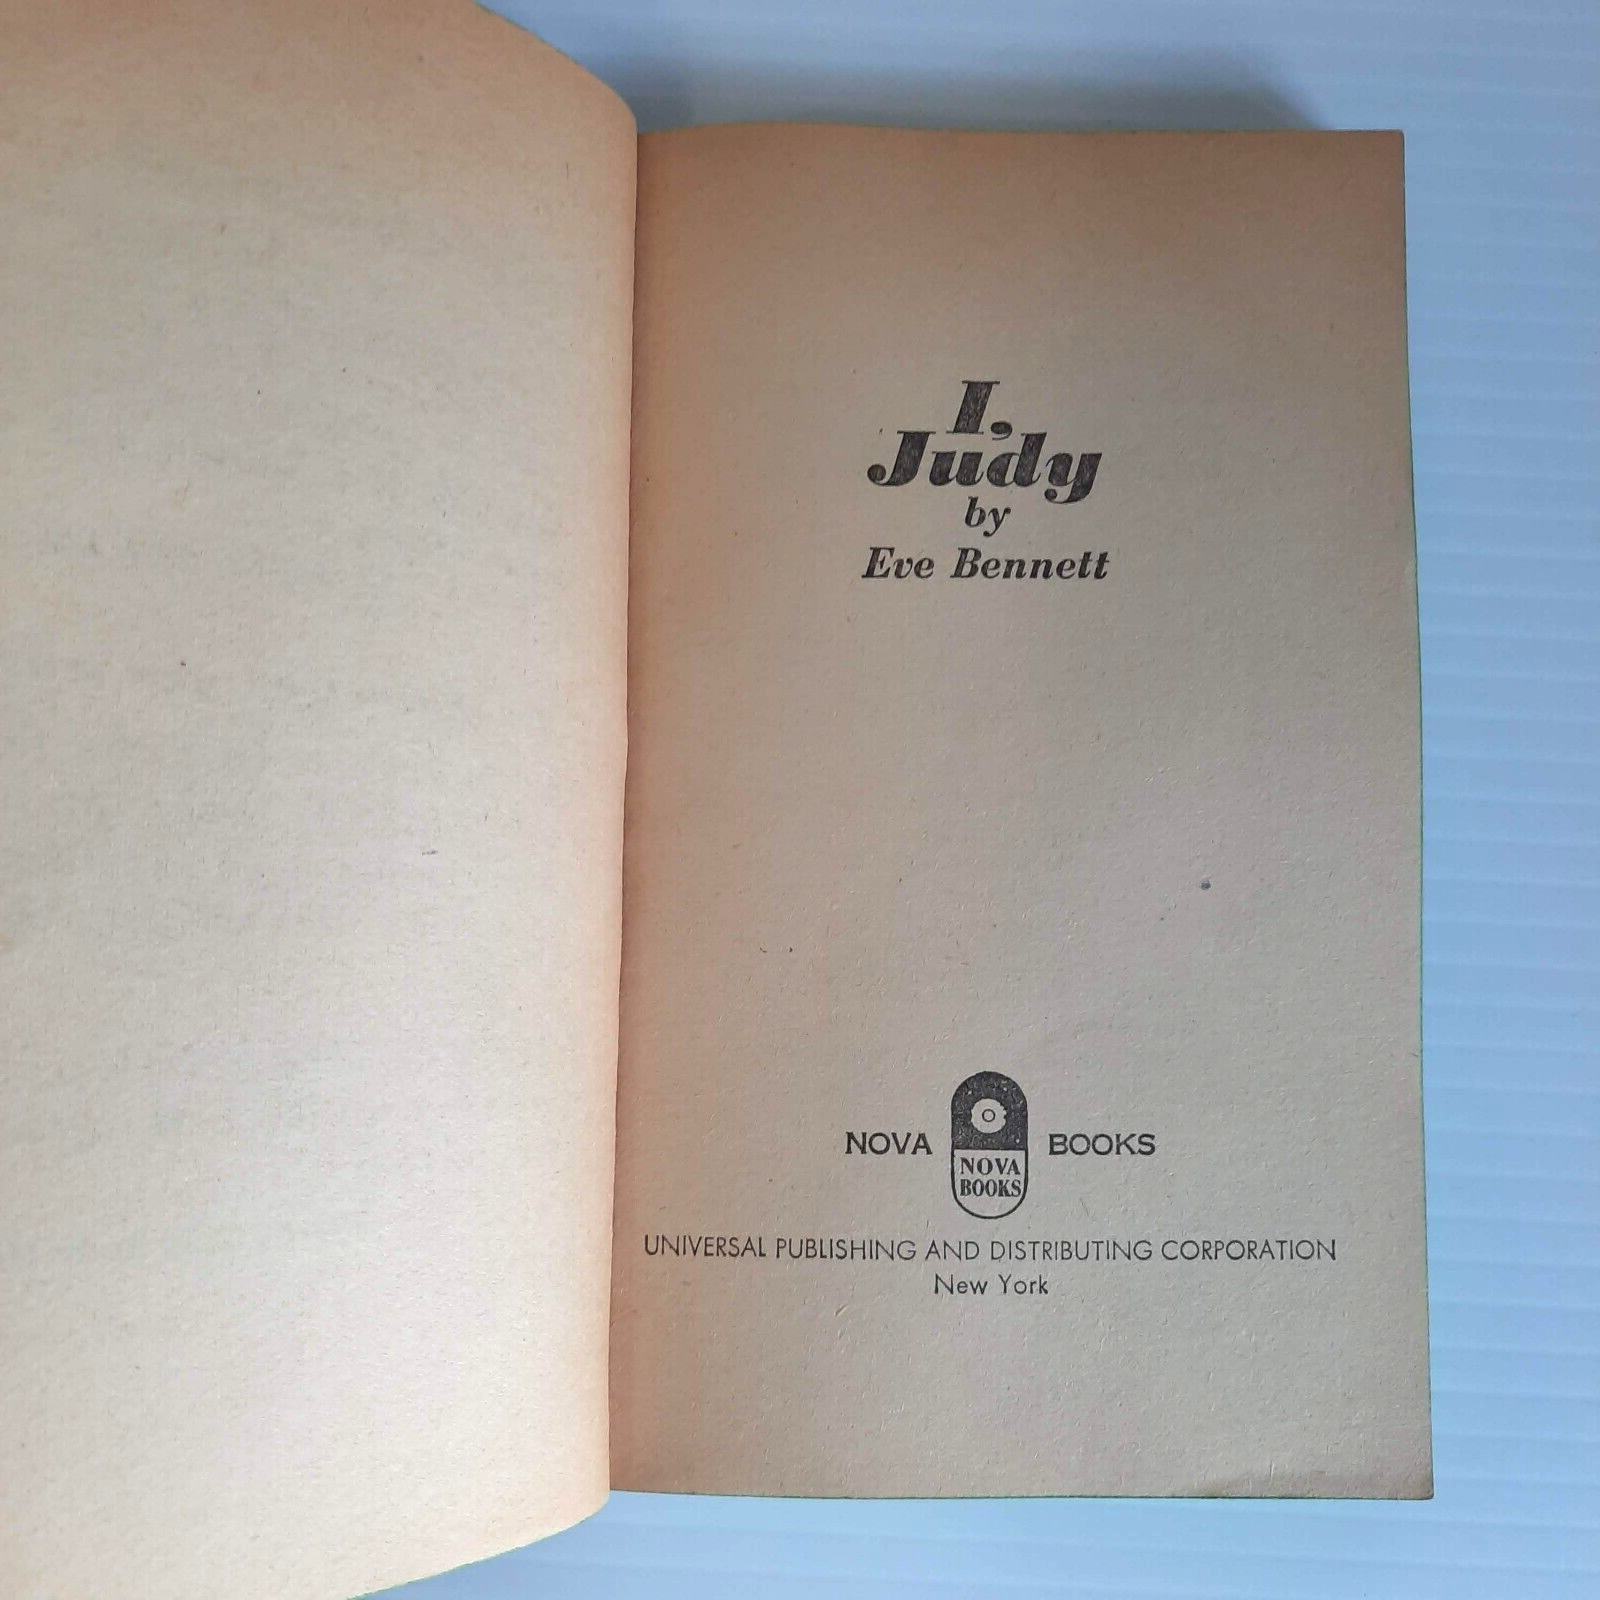 I,
Judy
by
Eve Bennett
NOVA BOOKS
NOVA
BOOKS
UNIVERSAL PUBLISHING AND DISTRIBUTING CORPORATION
New York